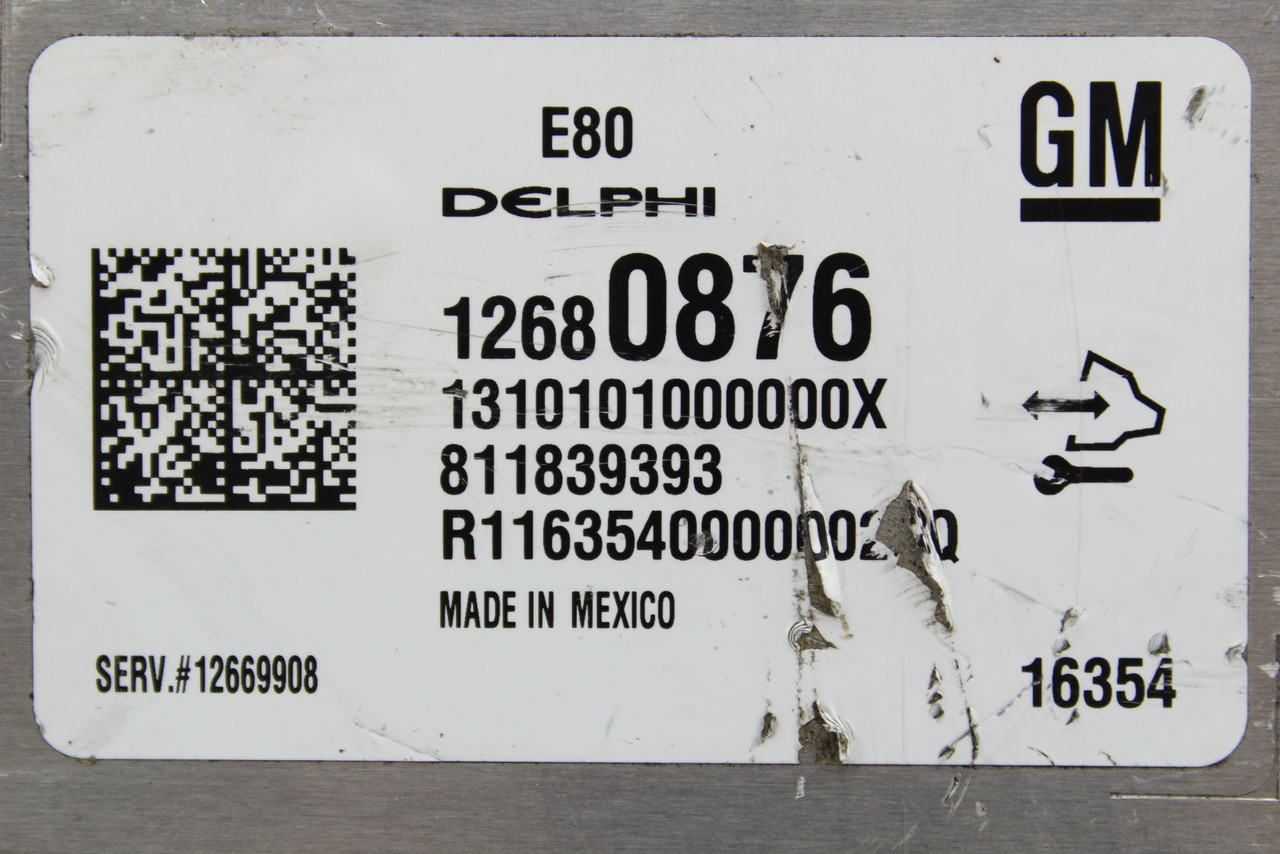 E80
GM
DELPHI
12680876
1310101000000X
811839393
MADE IN MEXICO
SERV.#12669908
16354